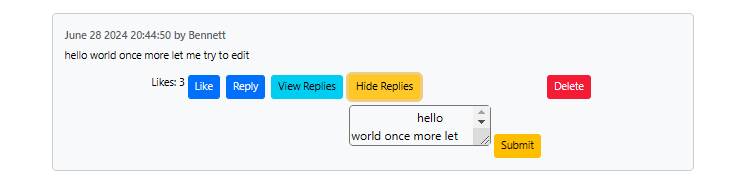 June 28 2024 20:44:50 by Bennett
hello world once more let me try to edit
Likes: 3 Like Reply View Replies Hide Replies Delete
hello
world once more let
Submit